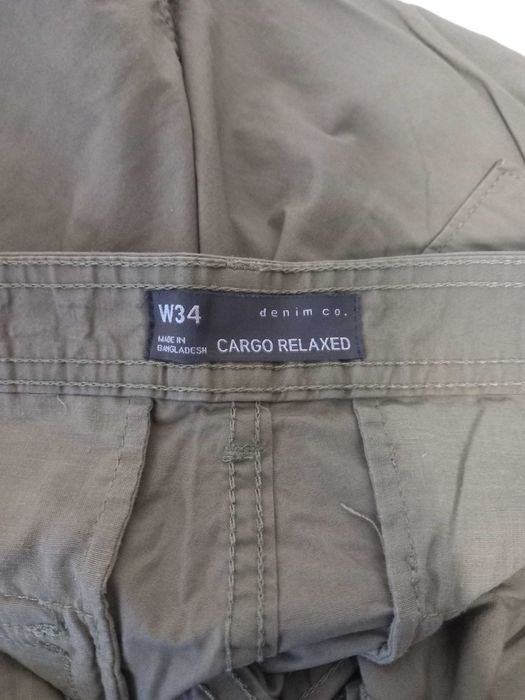 W34
denim co.
MADE IN
BANGLADESH
CARGO RELAXED